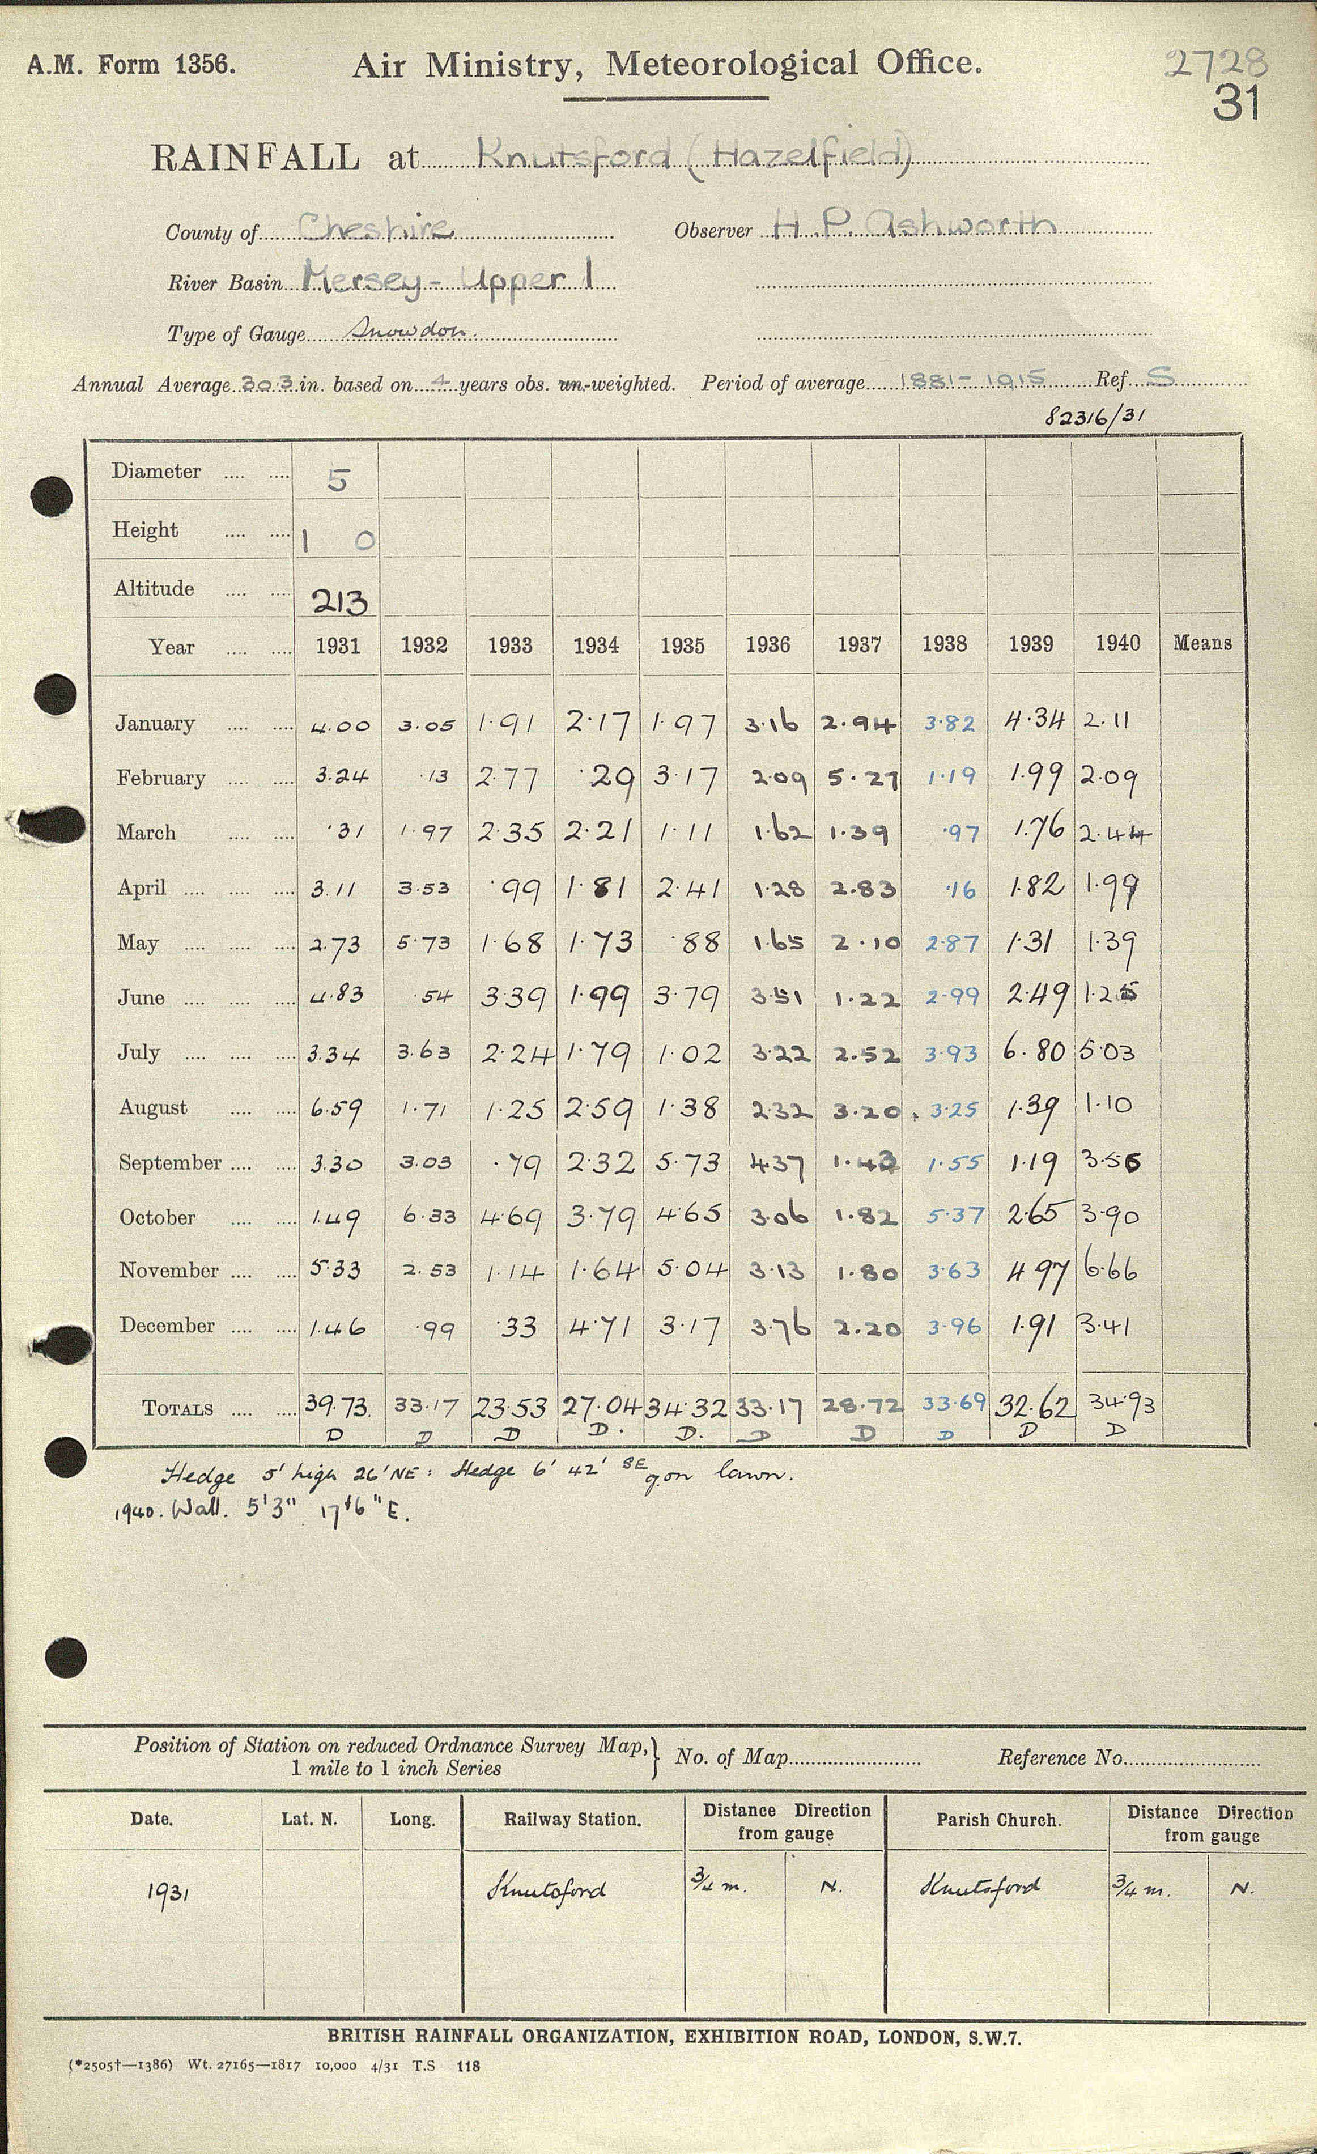 A.M. Form 1356.
Air Ministry, Meteorological Office.
2728
31
RAINFALL at Knutsford (Hazelfield)
County of Cheshire Observer H. P. Ashworth
River Basin Mersey - Upper 1
Type of Gauge Snowdon.
Annual Average 30.3 in. based on 4 years obs. un-weighted. Period of average 1881-1915 Ref S
82316/31
Diameter 5
Height 1 0
Altitude 213
Year 1931 1932 1933 1934 1935 1936 1937 1938 1939 1940 Means
January 4.00 3.05 1.91 2.17 1.97 3.16 2.94 3.82 4.34 2.11
February 3.24 .13 2.77 .29 3.17 2.09 5.27 1.19 1.99 2.09
March .31 1.97 2.35 2.21 1.11 1.62 1.39 .97 1.76 2.44
April 3.11 3.53 .99 1.81 2.41 1.28 2.83 .16 1.82 1.99
May 2.73 5.73 1.68 1.73 .88 1.65 2.10 2.87 1.31 1.39
June 4.83 .54 3.39 1.99 3.79 3.51 1.22 2.99 2.49 1.25
July 3.34 3.63 2.24 1.79 1.02 3.22 2.52 3.93 6.80 5.03
August 6.59 1.71 1.25 2.59 1.38 2.32 3.20 3.25 1.39 1.10
September 3.30 3.03 .79 2.32 5.73 4.37 1.43 1.55 1.19 3.56
October 1.49 6.33 4.69 3.79 4.65 3.06 1.82 5.37 2.65 3.90
November 5.33 2.53 1.14 1.64 5.04 3.13 1.80 3.63 4.97 6.66
December 1.46 .99 .33 4.71 3.17 3.76 2.20 3.96 1.91 3.41
TOTALS 39.73 33.17 23.53 27.04 34.32 33.17 28.72 33.69 32.62 34.93
D D D D. D. D D D D D
Hedge 5' high 26' NE: Hedge 6' 42' SE g. on lawn.
1940. Wall. 5'3" 17'6" E.
Position of Station on reduced Ordnance Survey Map, } No. of Map Reference No.
1 mile to 1 inch Series
Date. Lat. N. Long. Railway Station. Distance from gauge Direction Parish Church. Distance from gauge Direction
1931 Knutsford 3/4 m. N. Knutsford 3/4 m. N.
BRITISH RAINFALL ORGANIZATION, EXHIBITION ROAD, LONDON, S.W.7.
(*2505†—1386) Wt. 27165—1817 10,000 4/31 T.S 118